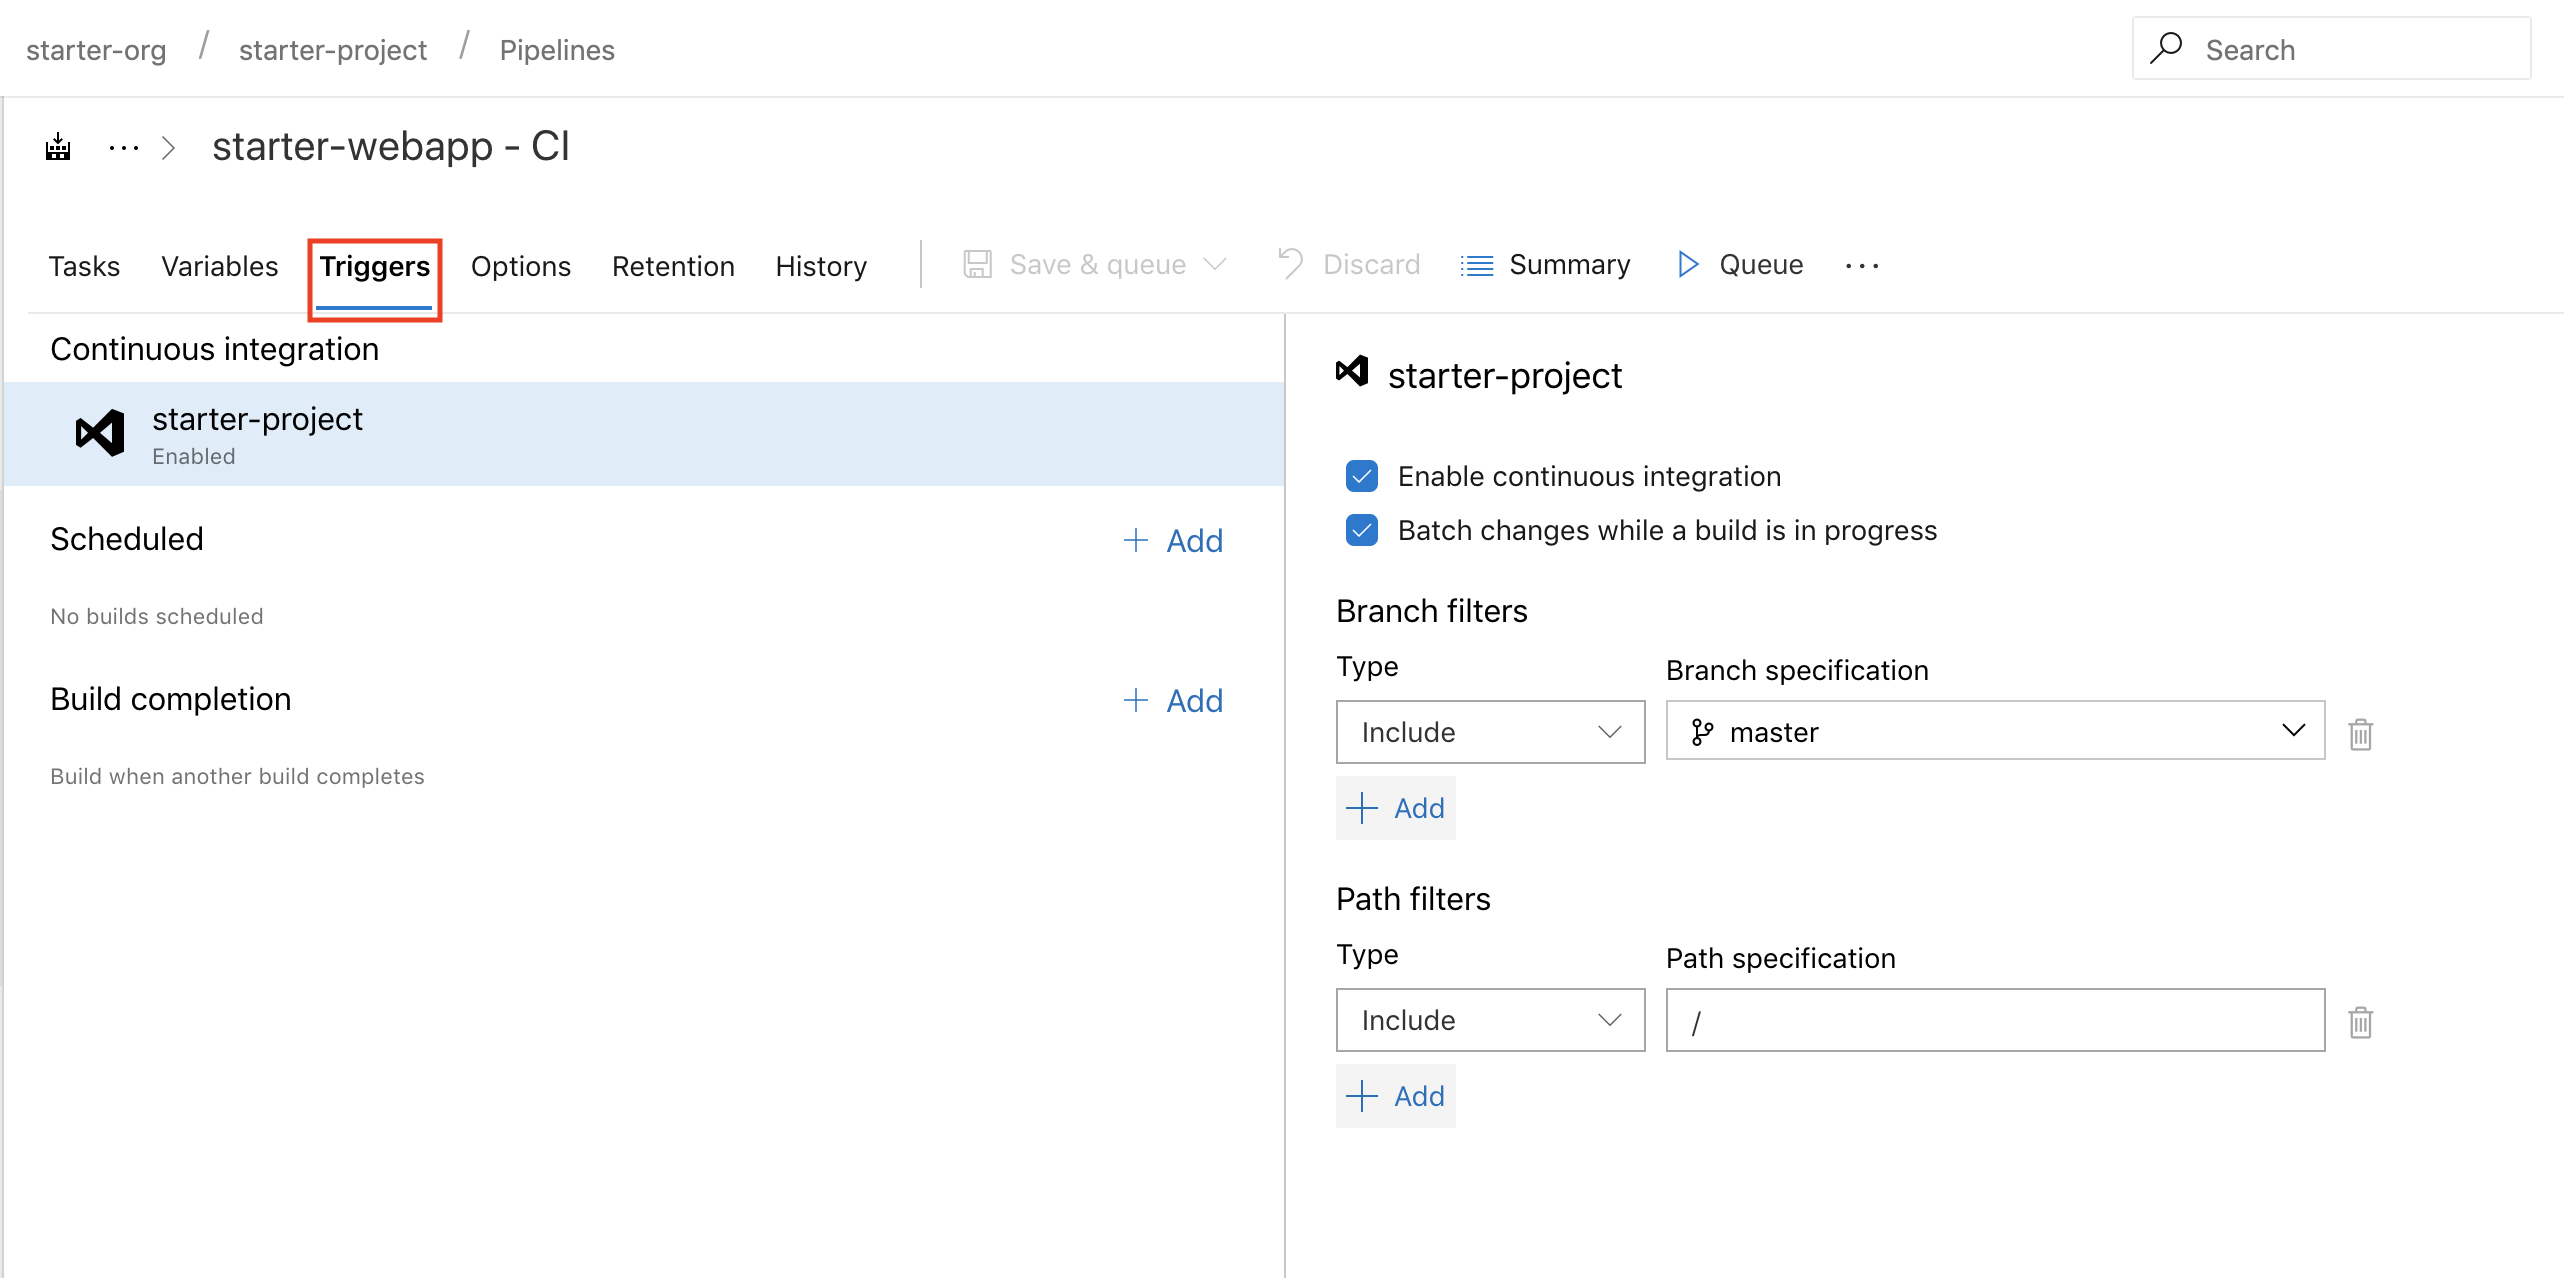 starter-org / starter-project / Pipelines
Search
... > starter-webapp - CI
Tasks Variables Triggers Options Retention History Save & queue Discard Summary Queue ...
Continuous integration
starter-project
Enabled
Scheduled + Add
No builds scheduled
Build completion + Add
Build when another build completes
starter-project
Enable continuous integration
Batch changes while a build is in progress
Branch filters
Type Branch specification
Include master
+ Add
Path filters
Type Path specification
Include /
+ Add